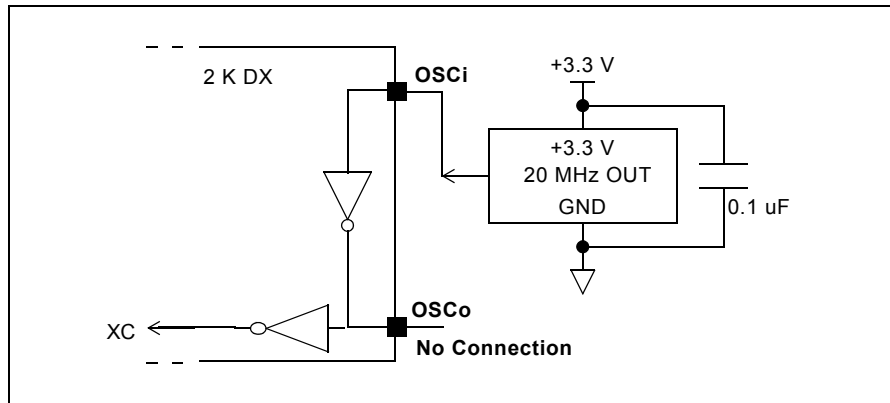 2 K DX
OSCi
+3.3 V
+3.3 V
20 MHz OUT
GND
0.1 uF
OSCo
XC
No Connection